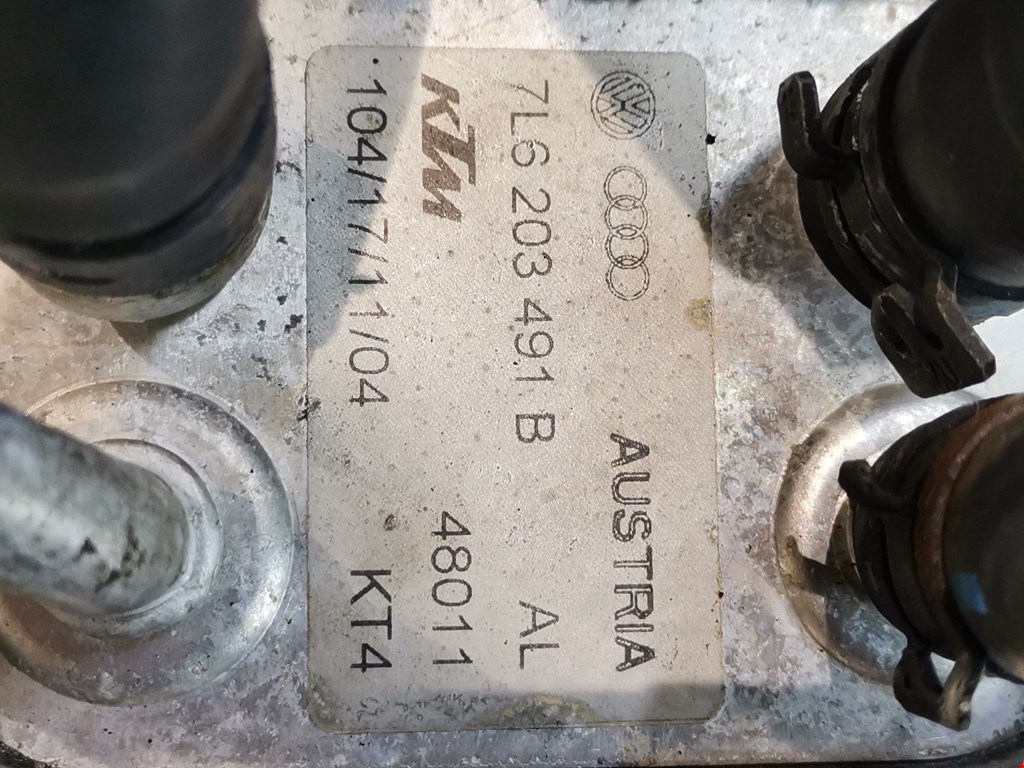 AUSTRIA
7L6 203 491 B AL
KTM 48011
104/17/11/04 KT4